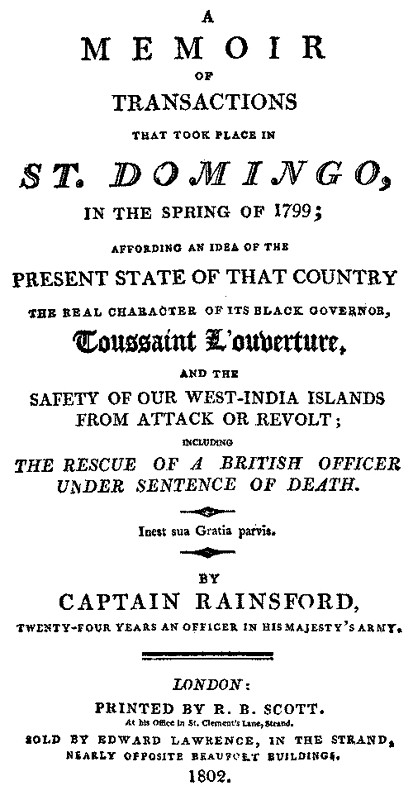 A
MEMOIR
OF
TRANSACTIONS
THAT TOOK PLACE IN
ST. DOMINGO,
IN THE SPRING OF 1799;
AFFORDING AN IDEA OF THE
PRESENT STATE OF THAT COUNTRY
THE REAL CHARACTER OF ITS BLACK GOVERNOR,
Toussaint L'ouverture,
AND THE
SAFETY OF OUR WEST-INDIA ISLANDS
FROM ATTACK OR REVOLT;
INCLUDING
THE RESCUE OF A BRITISH OFFICER
UNDER SENTENCE OF DEATH.
Inest sua Gratia parvis.
BY
CAPTAIN RAINSFORD,
TWENTY-FOUR YEARS AN OFFICER IN HIS MAJESTY'S ARMY.
LONDON:
PRINTED BY R. B. SCOTT.
At his Office in St. Clement's Lane, Strand.
SOLD BY EDWARD LAWRENCE, IN THE STRAND,
NEARLY OPPOSITE BEAUFORT BUILDINGS.
1802.